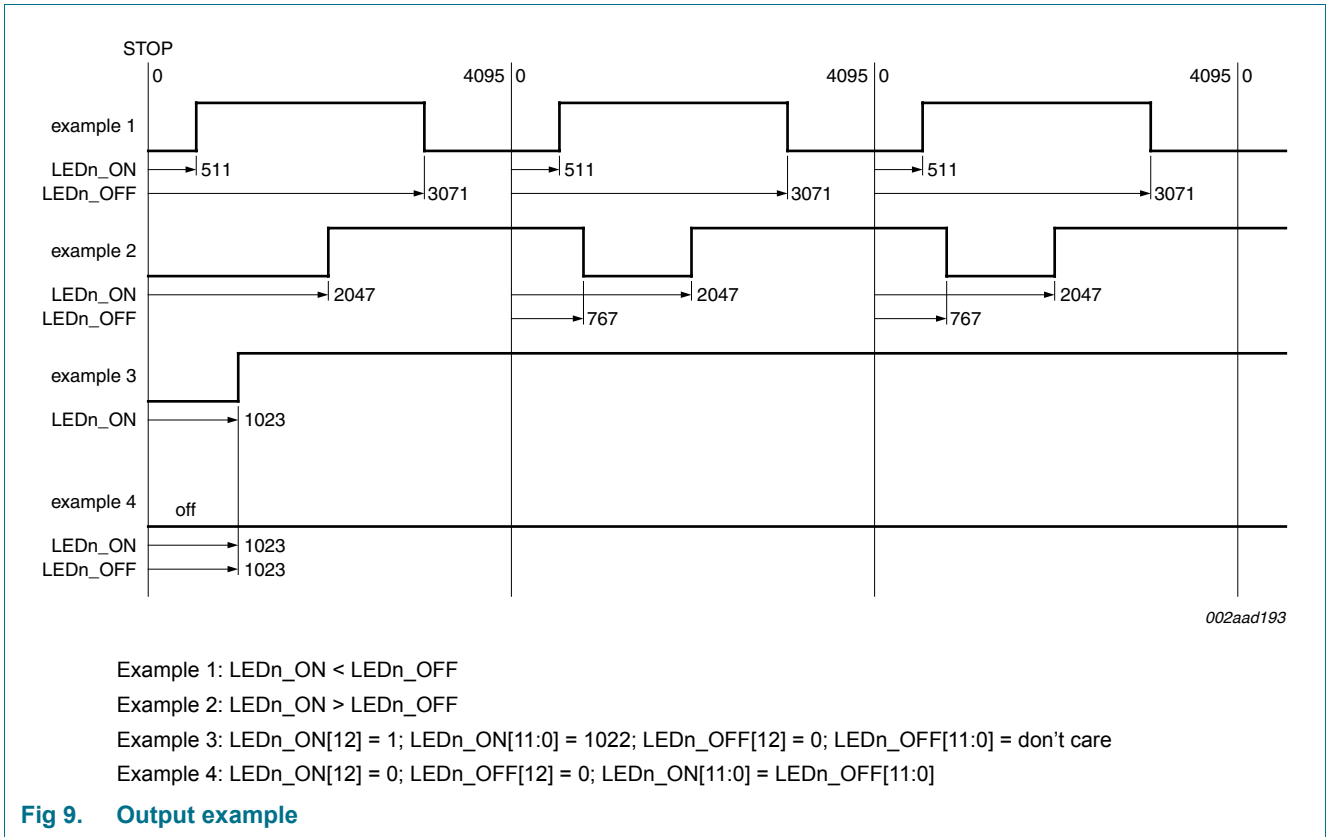 STOP
0 4095 0 4095 0 4095 0
example 1
LEDn_ON 511 511 511
LEDn_OFF 3071 3071 3071
example 2
LEDn_ON 2047 2047 2047
LEDn_OFF 767 767
example 3
LEDn_ON 1023
example 4 off
LEDn_ON 1023
LEDn_OFF 1023
002aad193
Example 1: LEDn_ON < LEDn_OFF
Example 2: LEDn_ON > LEDn_OFF
Example 3: LEDn_ON[12] = 1; LEDn_ON[11:0] = 1022; LEDn_OFF[12] = 0; LEDn_OFF[11:0] = don’t care
Example 4: LEDn_ON[12] = 0; LEDn_OFF[12] = 0; LEDn_ON[11:0] = LEDn_OFF[11:0]
Fig 9. Output example